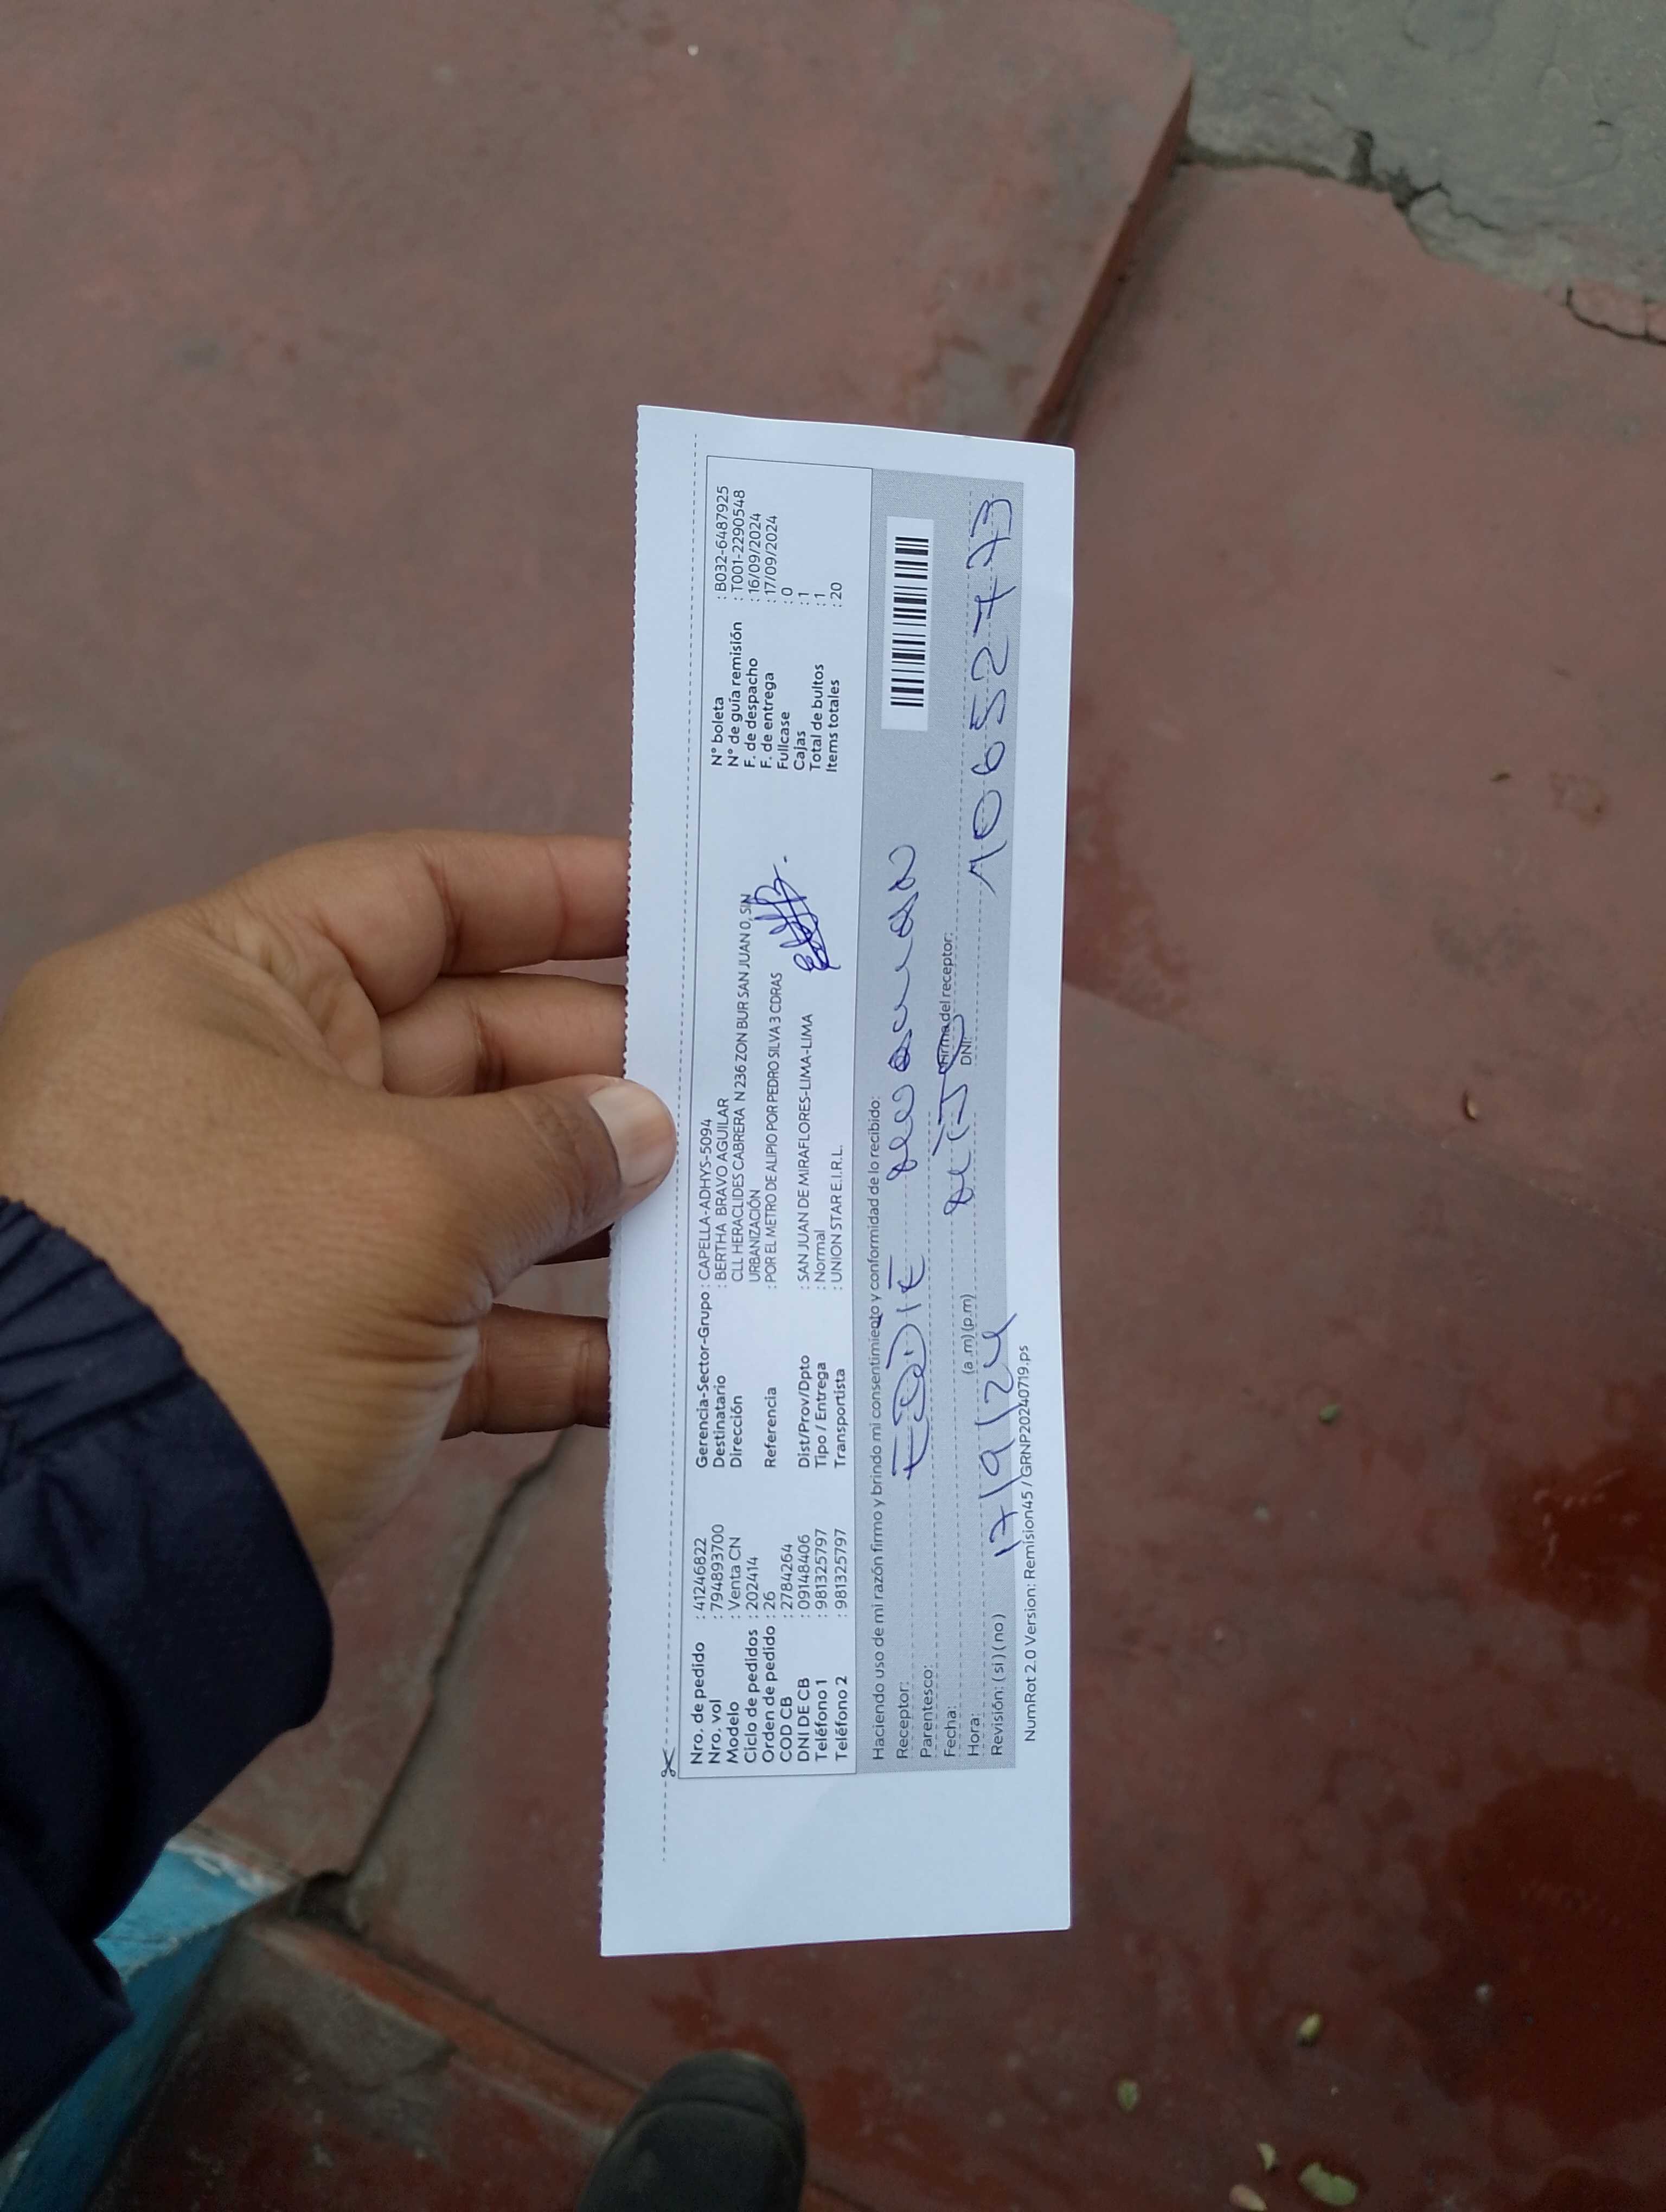 Nro. de pedido : 41246822
Nro. vol : 794893700
Modelo : Venta CN
Ciclo de pedidos : 202414
Orden de pedido : 26
COD CB : 2784264
DNI DE CB : 09148406
Teléfono 1 : 981325797
Teléfono 2 : 981325797
Gerencia-Sector-Grupo : CAPELLA-ADHYS-5094
Destinatario : BERTHA BRAVO AGUILAR
Dirección CLL HERACLIDES CABRERA N 236 ZON BUR SAN JUAN 0, SIN
URBANIZACIÓN
Referencia : POR EL METRO DE ALIPIO POR PEDRO SILVA 3 CDRAS
Dist/Prov/Dpto : SAN JUAN DE MIRAFLORES-LIMA-LIMA
Tipo / Entrega : Normal
Transportista : UNION STAR E.I.R.L.
N° boleta : B032-6487925
N° de guía remisión : T001-2290548
F. de despacho : 16/09/2024
F. de entrega : 17/09/2024
Fullcase : 0
Cajas : 1
Total de bultos : 1
Items totales : 20
Haciendo uso de mi razón firmo y brindo mi consentimiento y conformidad de lo recibido:
Receptor: EDDIE
Parentesco:
Fecha: Firma del receptor:
Hora: (a.m) (p.m) DNI:
Revisión: (si) (no) 17/9/24 10652773
NumRot 2.0 Version: Remision45 / GRNP20240719.ps